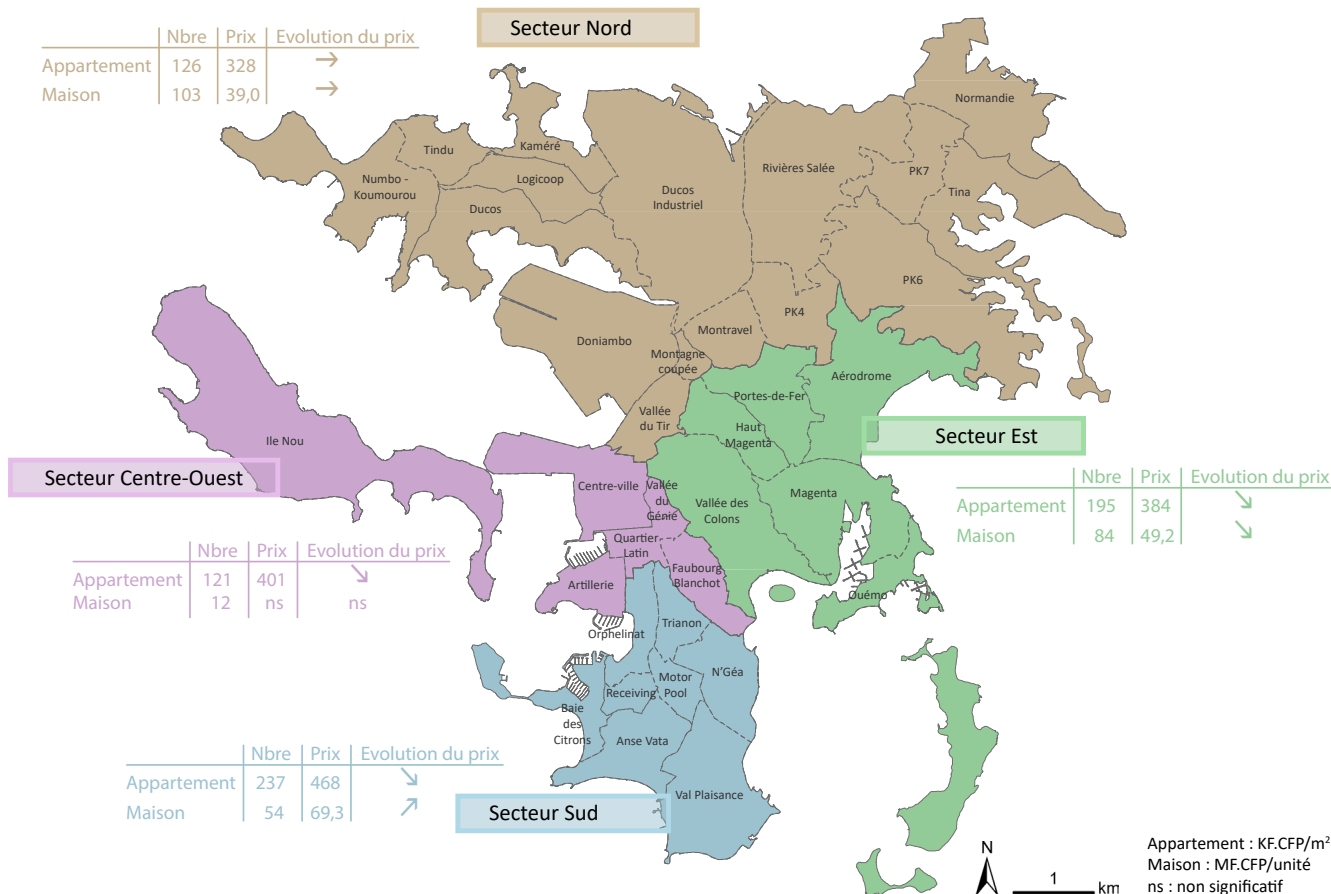 Secteur Nord
Nbre Prix Evolution du prix
Appartement 126 328 →
Maison 103 39,0 →
Normandie
Tindu
Kaméré
Rivières Salée
PK7
Numbo -
Koumourou
Logicoop
Ducos
Industriel
Tina
Ducos
PK6
PK4
Montravel
Doniambo
Montagne
coupée
Aérodrome
Portes-de-Fer
Vallée
du Tir
Haut
Magenta
Ile Nou
Secteur Est
Nbre Prix Evolution du prix
Appartement 195 384 ↘
Maison 84 49,2 ↘
Secteur Centre-Ouest
Centre-ville
Vallée
du
Génie
Vallée des
Colons
Magenta
Quartier
Latin
Nbre Prix Evolution du prix
Appartement 121 401 ↘
Maison 12 ns ns
Artillerie
Faubourg
Blanchot
Ouémo
Orphelinat
Trianon
N'Géa
Motor
Pool
Receiving
Baie
des
Citrons
Anse Vata
Nbre Prix Evolution du prix
Appartement 237 468 ↘
Maison 54 69,3 ↗
Val Plaisance
Secteur Sud
N
1
km
Appartement : KF.CFP/m²
Maison : MF.CFP/unité
ns : non significatif